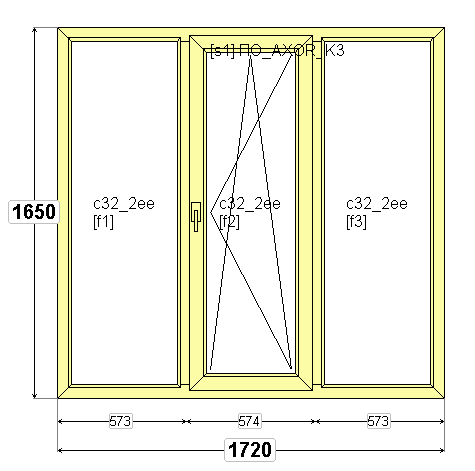 [s1] ПО_AXOR_K3
1650
c32_2ee
[f1]
c32_2ee
[f2]
c32_2ee
[f3]
573
574
573
1720